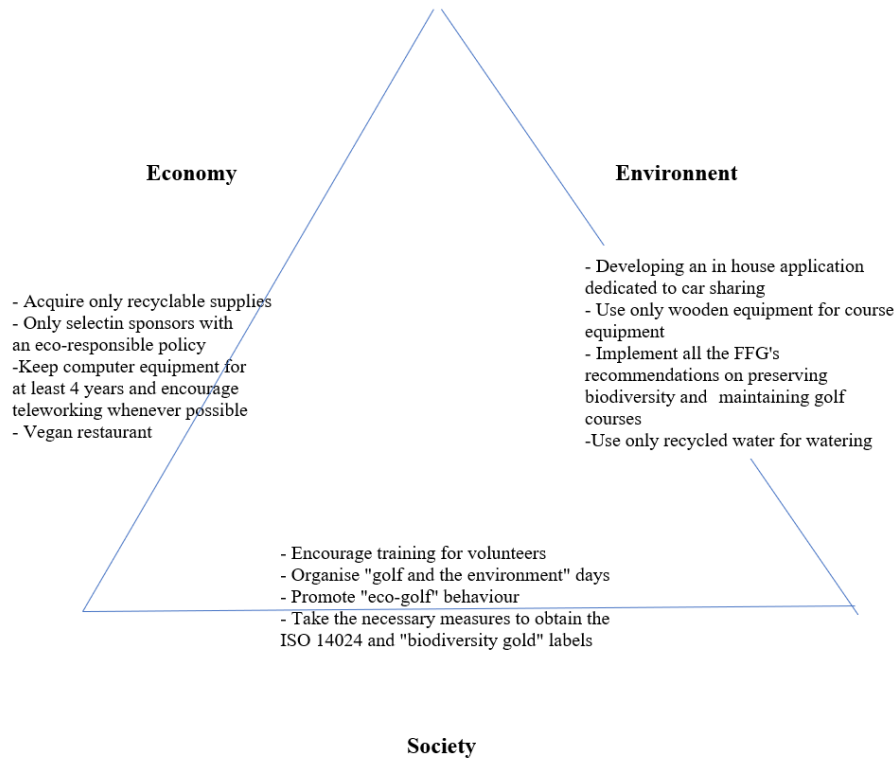 Economy
Environnent
- Acquire only recyclable supplies
- Only selectin sponsors with
an eco-responsible policy
-Keep computer equipment for
at least 4 years and encourage
teleworking whenever possible
- Vegan restaurant
- Developing an in house application
dedicated to car sharing
- Use only wooden equipment for course
equipment
- Implement all the FFG's
recommendations on preserving
biodiversity and maintaining golf
courses
-Use only recycled water for watering
- Encourage training for volunteers
- Organise "golf and the environment" days
- Promote "eco-golf" behaviour
- Take the necessary measures to obtain the
ISO 14024 and "biodiversity gold" labels
Society